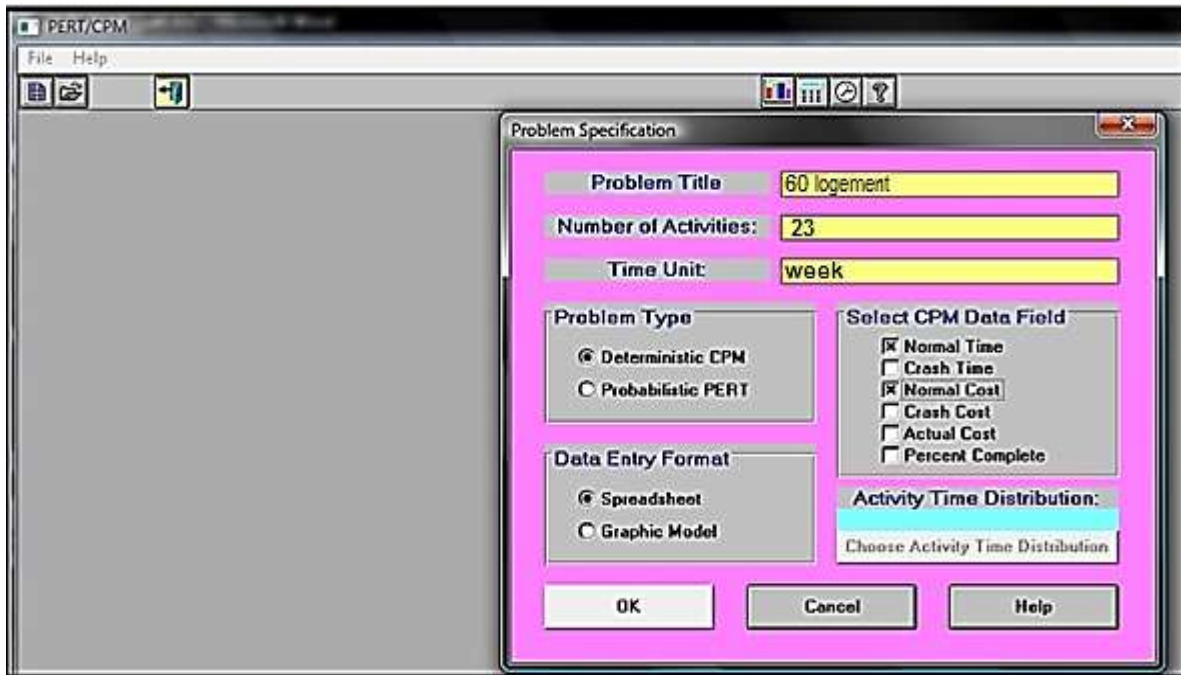 PERT/CPM
File Help
Problem Specification
Problem Title
60 logement
Number of Activities:
23
Time Unit:
week
Problem Type
Deterministic CPM
Probabilistic PERT
Select CPM Data Field
Normal Time
Crash Time
Normal Cost
Crash Cost
Actual Cost
Percent Complete
Data Entry Format
Spreadsheet
Graphic Model
Activity Time Distribution:
Choose Activity Time Distribution
OK
Cancel
Help